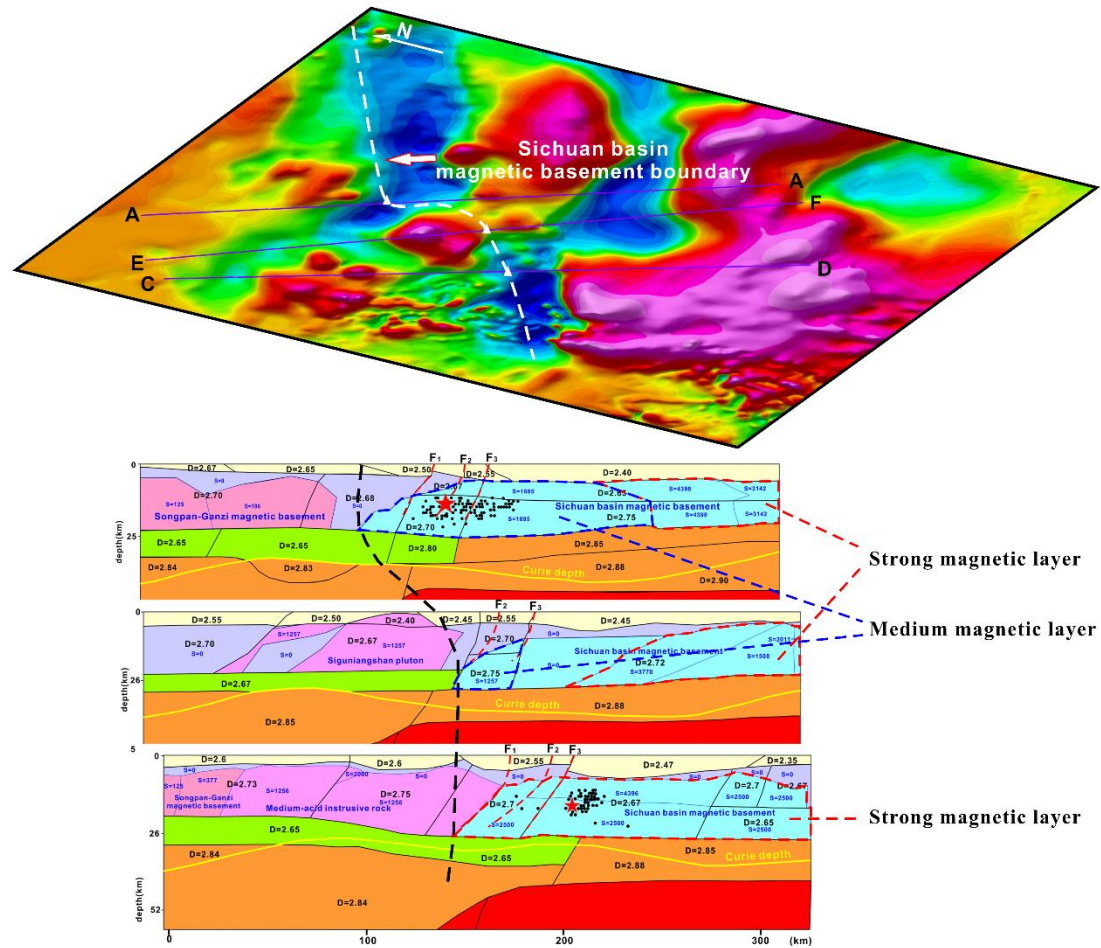 N
Sichuan basin
magnetic basement boundary
A
A
F
E
C
D
F1
F2
F3
0
D=2.67
D=2.65
D=2.50
D=2.55
D=2.40
S=0
D=2.67
S=1885
D=2.65
S=4398
S=3142
S=125
D=2.70
S=188
D=2.68
S=0
Songpan-Ganzi magnetic basement
Sichuan basin magnetic basement
D=2.70
S=1885
D=2.75
S=4398
S=3142
25
D=2.65
D=2.65
D=2.80
D=2.85
depth(km)
D=2.84
D=2.83
Curie depth
D=2.88
D=2.90
Strong magnetic layer
Medium magnetic layer
F2
F3
0
D=2.55
D=2.50
D=2.40
D=2.45
D=2.55
D=2.45
D=2.70
S=1257
D=2.67
S=1257
D=2.70
S=0
S=2011
S=0
S=0
Siguniangshan pluton
Sichuan basin magnetic basement
D=2.75
S=1257
S=0
D=2.72
S=3770
S=1508
26
D=2.67
depth(km)
Curie depth
D=2.85
D=2.88
5
F1
F2
F3
0
D=2.6
D=2.6
D=2.55
D=2.47
D=2.35
S=0
S=2000
S=0
S=0
S=0
S=0
S=377
D=2.73
S=125
S=1256
D=2.75
S=1256
D=2.7
S=4396
D=2.67
D=2.7
S=2500
D=2.67
S=2500
Songpan-Ganzi
magnetic basement
Medium-acid instrusive rock
Sichuan basin magnetic basement
S=2500
S=2500
D=2.65
S=2500
26
D=2.65
D=2.84
D=2.85
Curie depth
D=2.88
depth(km)
D=2.84
52
0
100
200
300
(km)
Strong magnetic layer